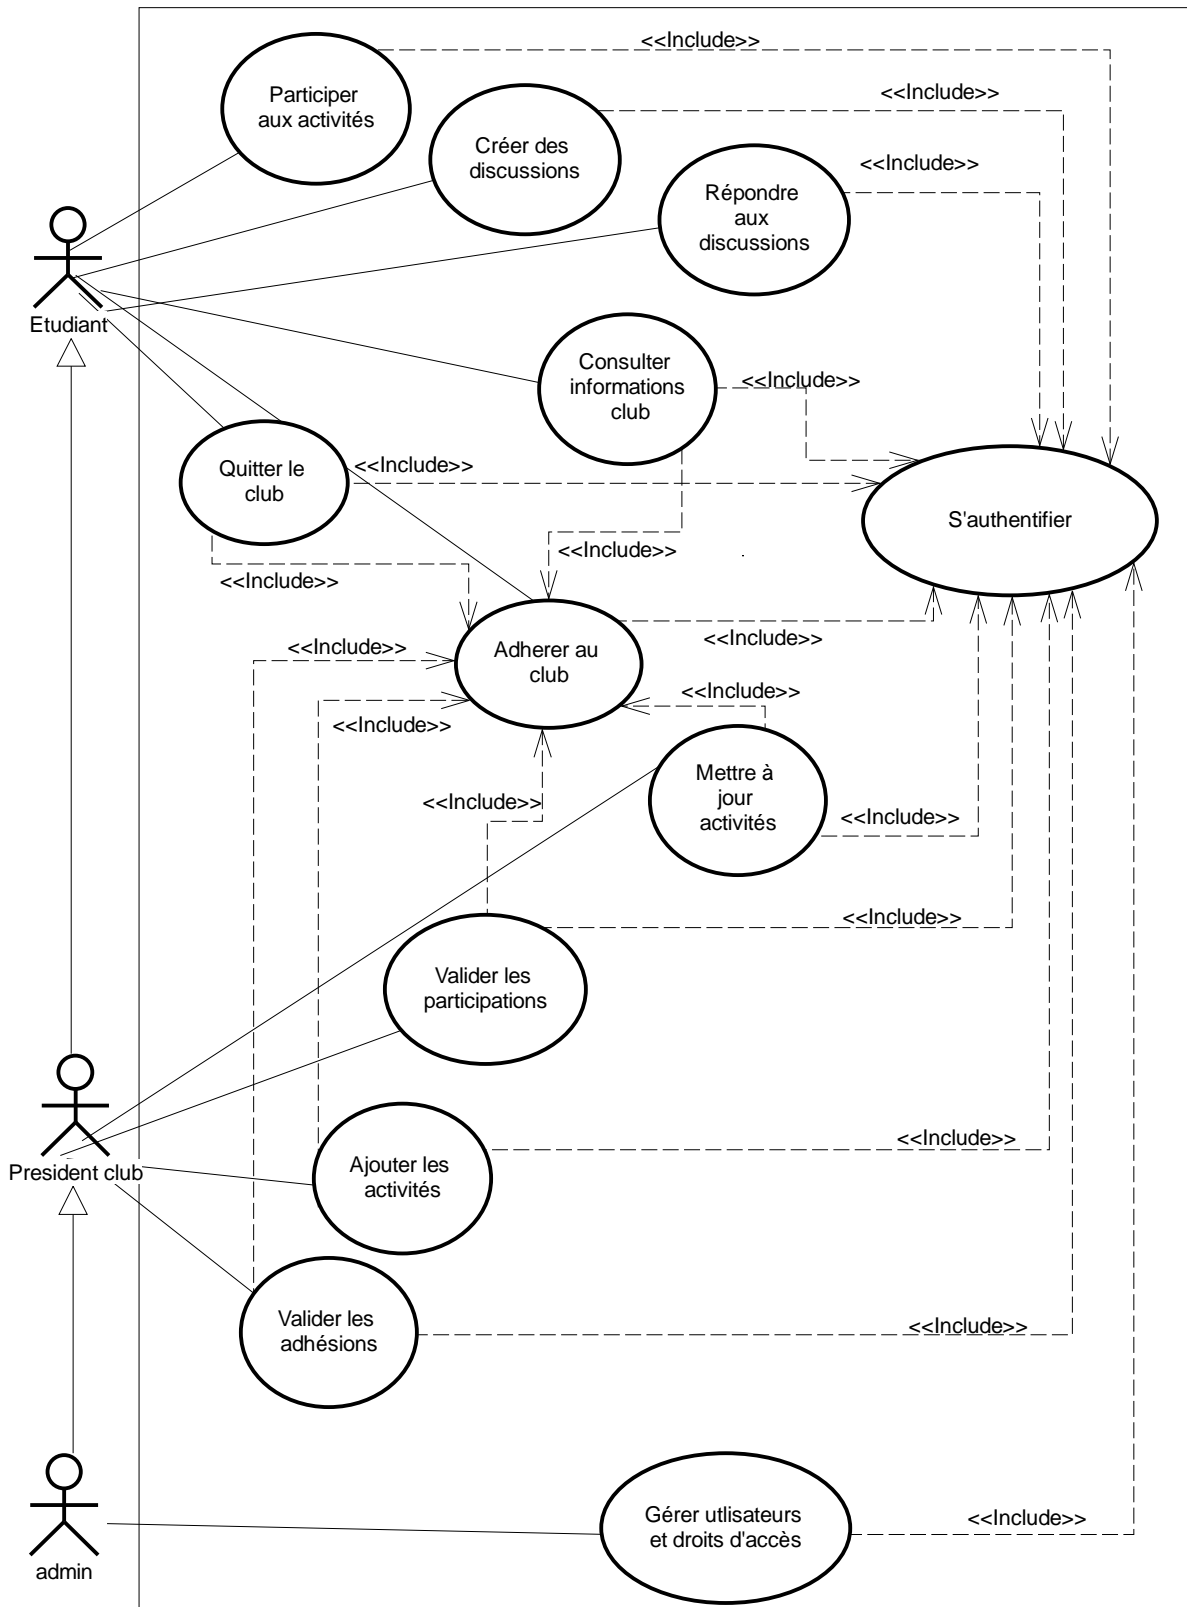 <<Include>>
Participer
aux activités
<<Include>>
Créer des
discussions
<<Include>>
Répondre
aux
discussions
Etudiant
Consulter
informations
club
<<Include>>
Quitter le
club
<<Include>>
S'authentifier
<<Include>>
<<Include>>
Adherer au
club
<<Include>>
<<Include>>
<<Include>>
<<Include>>
Mettre à
jour
activités
<<Include>>
<<Include>>
<<Include>>
Valider les
participations
<<Include>>
Ajouter les
activités
President club
Valider les
adhésions
<<Include>>
Gérer utlisateurs
et droits d'accès
<<Include>>
admin